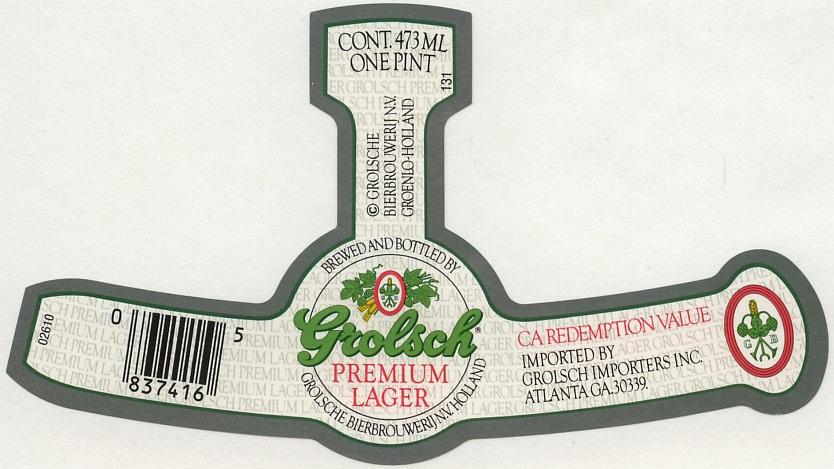 CONT. 473 ML
ONE PINT
131
© GROLSCHE
BIERBROUWERIJ N.V.
GROENLO-HOLLAND
BREWED AND BOTTLED BY
Grolsch®
PREMIUM
LAGER
GROLSCHE BIERBROUWERIJ N.V. HOLLAND
02610
0
837416
5
CA REDEMPTION VALUE
IMPORTED BY
GROLSCH IMPORTERS INC.
ATLANTA GA.30339.
G B